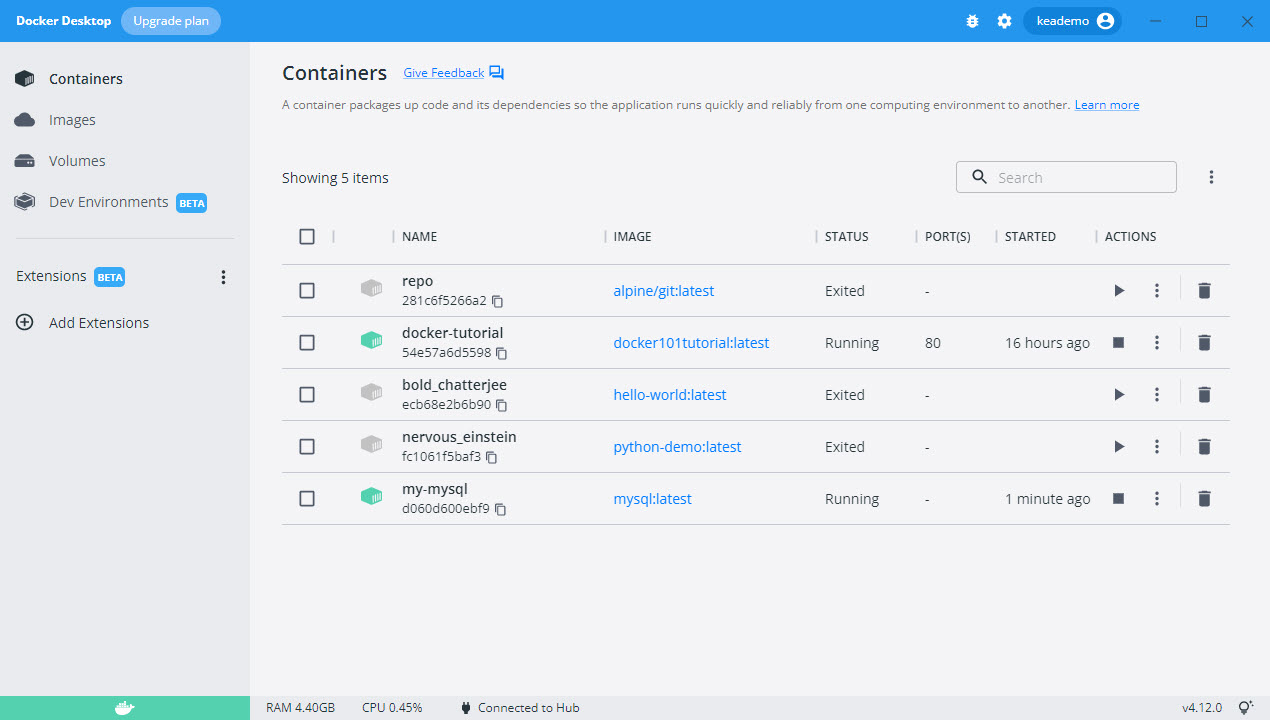 Docker Desktop Upgrade plan keademo
Containers
Images
Volumes
Dev Environments BETA
Extensions BETA
Add Extensions
Containers Give Feedback
A container packages up code and its dependencies so the application runs quickly and reliably from one computing environment to another. Learn more
Showing 5 items Search
NAME IMAGE STATUS PORT(S) STARTED ACTIONS
repo
281c6f5266a2
alpine/git:latest Exited -
docker-tutorial
54e57a6d5598
docker101tutorial:latest Running 80 16 hours ago
bold_chatterjee
ecb68e2b6b90
hello-world:latest Exited -
nervous_einstein
fc1061f5baf3
python-demo:latest Exited -
my-mysql
d060d600ebf9
mysql:latest Running - 1 minute ago
RAM 4.40GB CPU 0.45% Connected to Hub v4.12.0